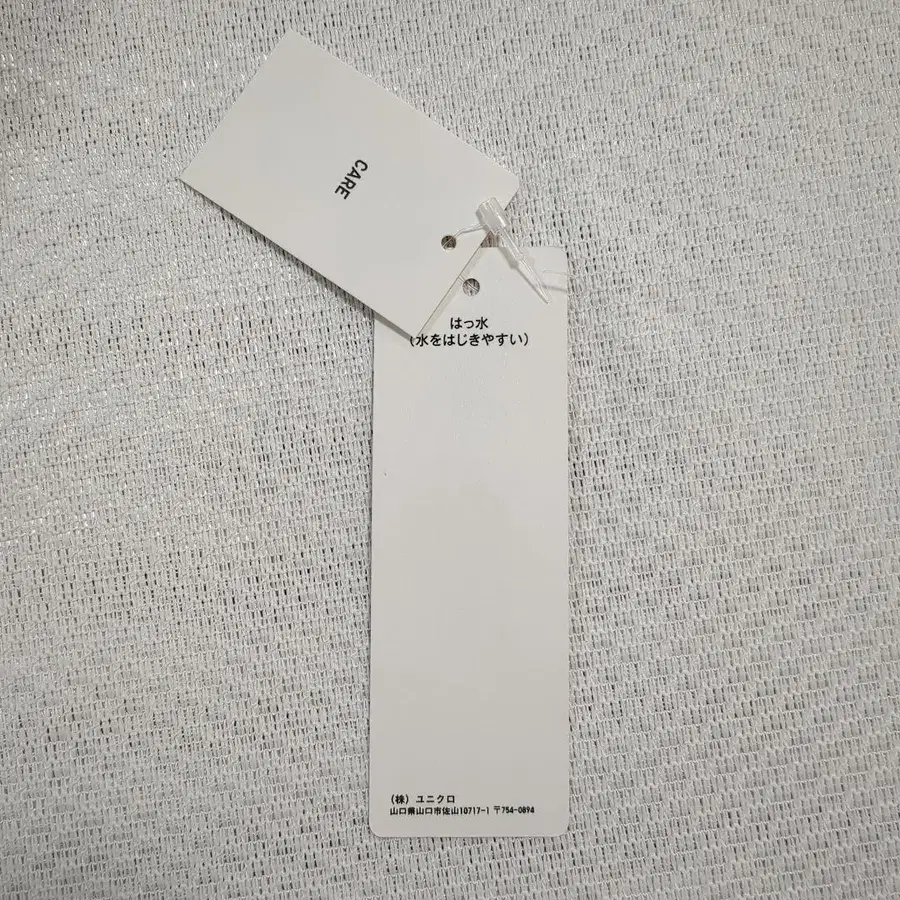 CARE
はっ水
(水をはじきやすい)
(株) ユニクロ
山口県山口市佐山10717-1 〒754-0894